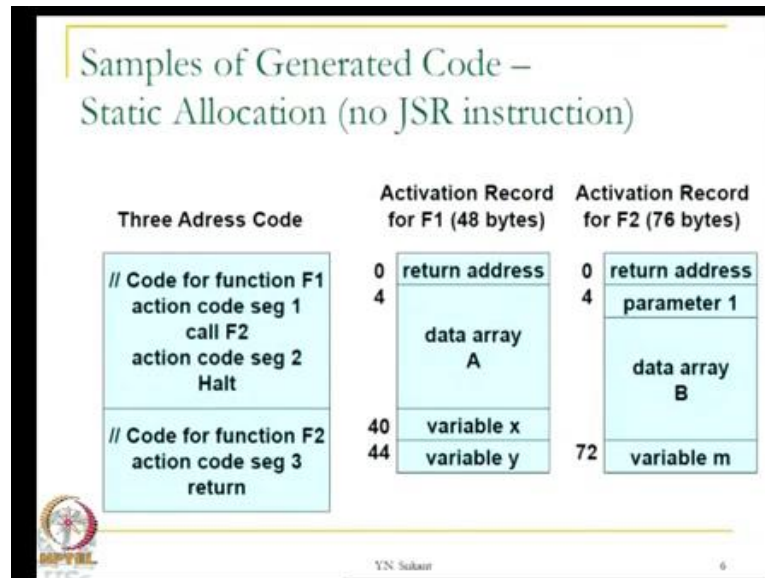 Samples of Generated Code –
Static Allocation (no JSR instruction)
Three Adress Code
// Code for function F1
action code seg 1
call F2
action code seg 2
Halt
// Code for function F2
action code seg 3
return
Activation Record
for F1 (48 bytes)
0 return address
4
data array
A
40 variable x
44 variable y
Activation Record
for F2 (76 bytes)
0 return address
4 parameter 1
data array
B
72 variable m
NPTEL
Y.N. Srikant
6